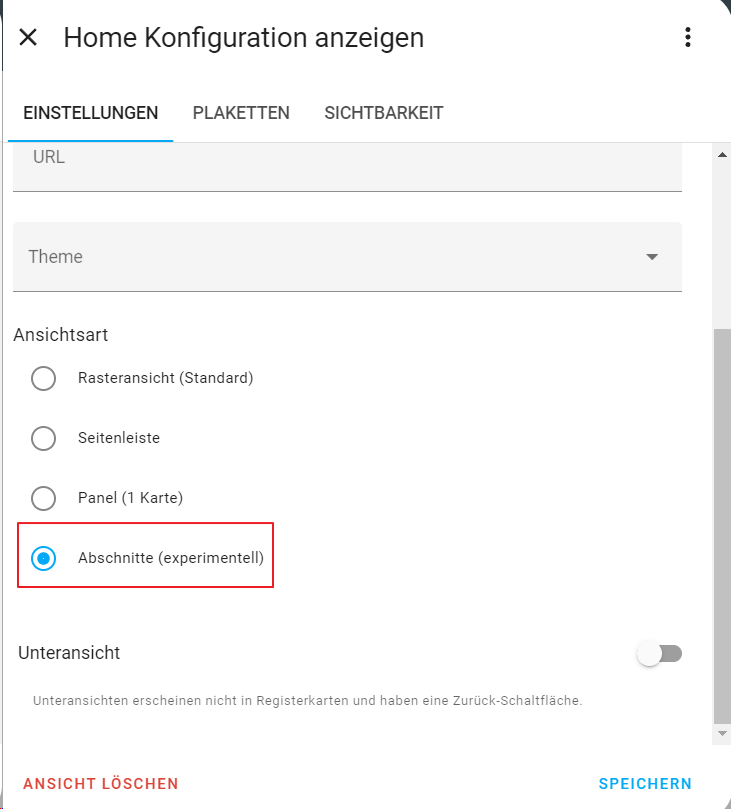 Home Konfiguration anzeigen
EINSTELLUNGEN PLAKETTEN SICHTBARKEIT
URL
Theme
Ansichtsart
Rasteransicht (Standard)
Seitenleiste
Panel (1 Karte)
Abschnitte (experimentell)
Unteransicht
Unteransichten erscheinen nicht in Registerkarten und haben eine Zurück-Schaltfläche.
ANSICHT LÖSCHEN SPEICHERN